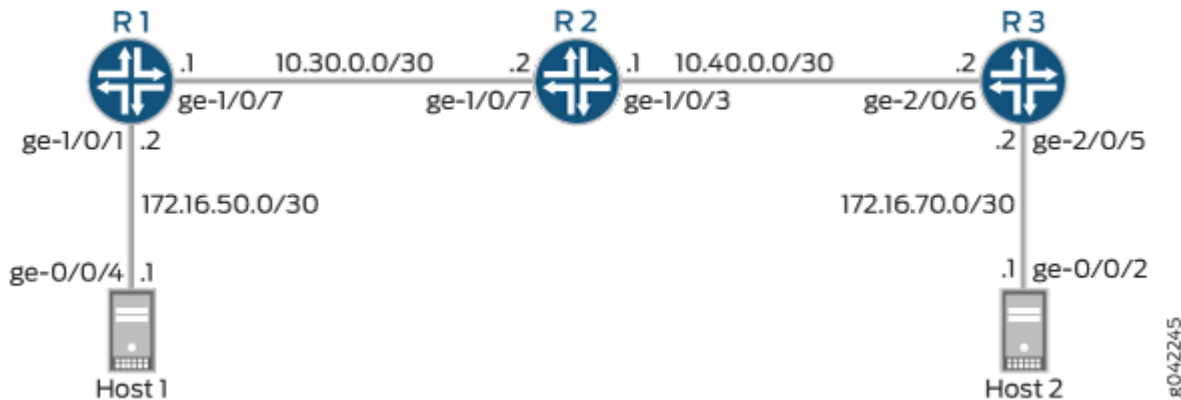 R 1
R 2
R 3
.1
10.30.0.0/30
.2
.1
10.40.0.0/30
.2
ge-1/0/7
ge-1/0/7
ge-1/0/3
ge-2/0/6
ge-1/0/1
.2
.2
ge-2/0/5
172.16.50.0/30
172.16.70.0/30
ge-0/0/4
.1
.1
ge-0/0/2
Host 1
Host 2
g042245